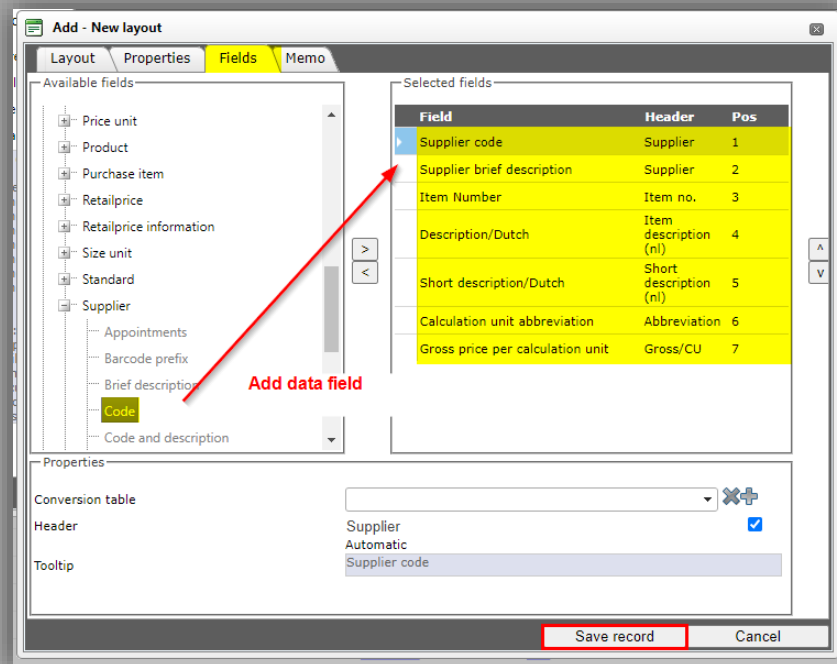 Add - New layout
Layout Properties Fields Memo
Available fields
Price unit
Product
Purchase item
Retailprice
Retailprice information
Size unit
Standard
Supplier
Appointments
Barcode prefix
Brief description
Code
Code and description
>
<
Add data field
Selected fields
Field Header Pos
Supplier code Supplier 1
Supplier brief description Supplier 2
Item Number Item no. 3
Description/Dutch Item description (nl) 4
Short description/Dutch Short description (nl) 5
Calculation unit abbreviation Abbreviation 6
Gross price per calculation unit Gross/CU 7
^
v
Properties
Conversion table
Header Supplier
Automatic
Tooltip Supplier code
Save record Cancel